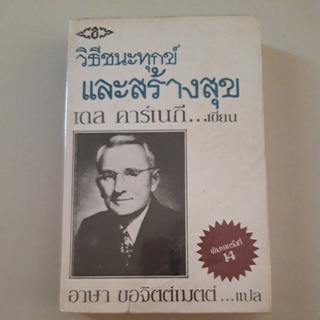 วิธีชนะทุกข์
และสร้างสุข
เดล คาร์เนกี...เขียน
พิมพ์ครั้งที่
14
อาษา ขอจิตต์เมตต์...แปล